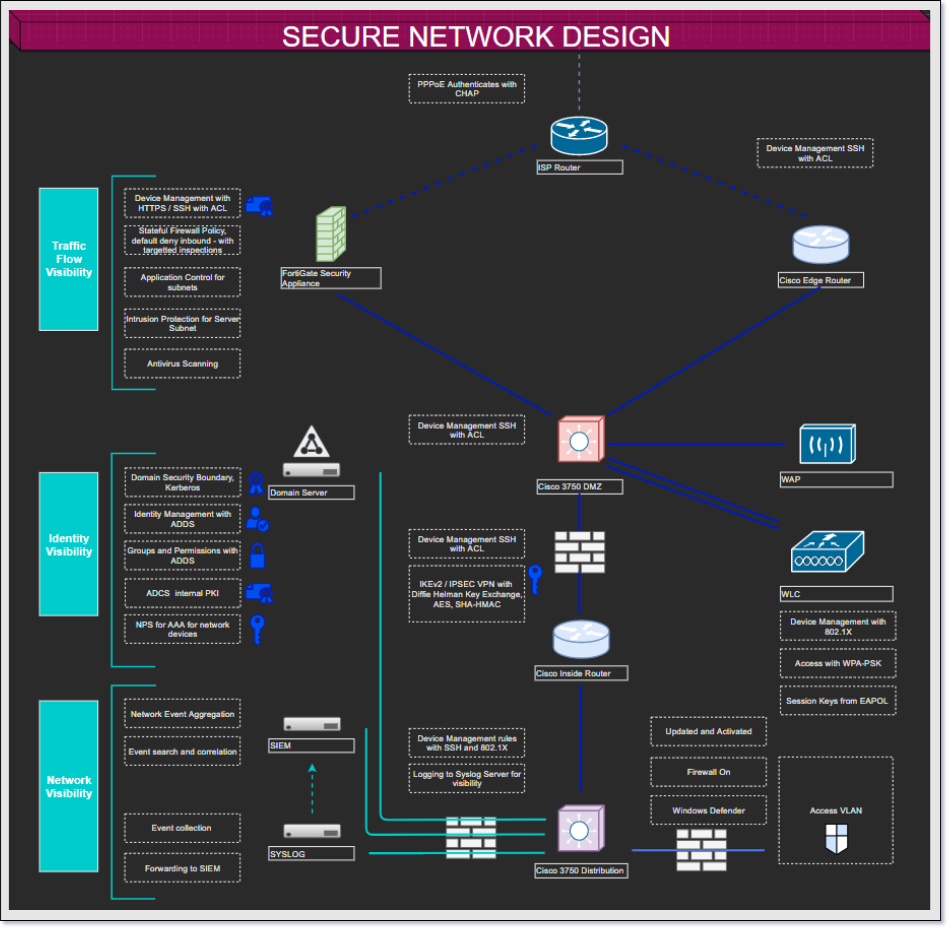 SECURE NETWORK DESIGN
PPPoE Authenticates with
CHAP
ISP Router
Device Management SSH
with ACL
Traffic
Flow
Visibility
Device Management with
HTTPS / SSH with ACL
Stateful Firewall Policy,
default deny inbound - with
targetted inspections
Application Control for
subnets
Intrusion Protection for Server
Subnet
Antivirus Scanning
FortiGate Security
Appliance
Cisco Edge Router
Device Management SSH
with ACL
Cisco 3750 DMZ
WAP
Identity
Visibility
Domain Security Boundary,
Kerberos
Identity Management with
ADDS
Groups and Permissions with
ADDS
ADCS internal PKI
NPS for AAA for network
devices
Domain Server
Device Management SSH
with ACL
IKEv2 / IPSEC VPN with
Diffie Helman Key Exchange,
AES, SHA-HMAC
Cisco Inside Router
WLC
Device Management with
802.1X
Access with WPA-PSK
Session Keys from EAPOL
Network
Visibility
Network Event Aggregation
Event search and correlation
Event collection
Forwarding to SIEM
SIEM
SYSLOG
Device Management rules
with SSH and 802.1X
Logging to Syslog Server for
visibility
Cisco 3750 Distribution
Updated and Activated
Firewall On
Windows Defender
Access VLAN